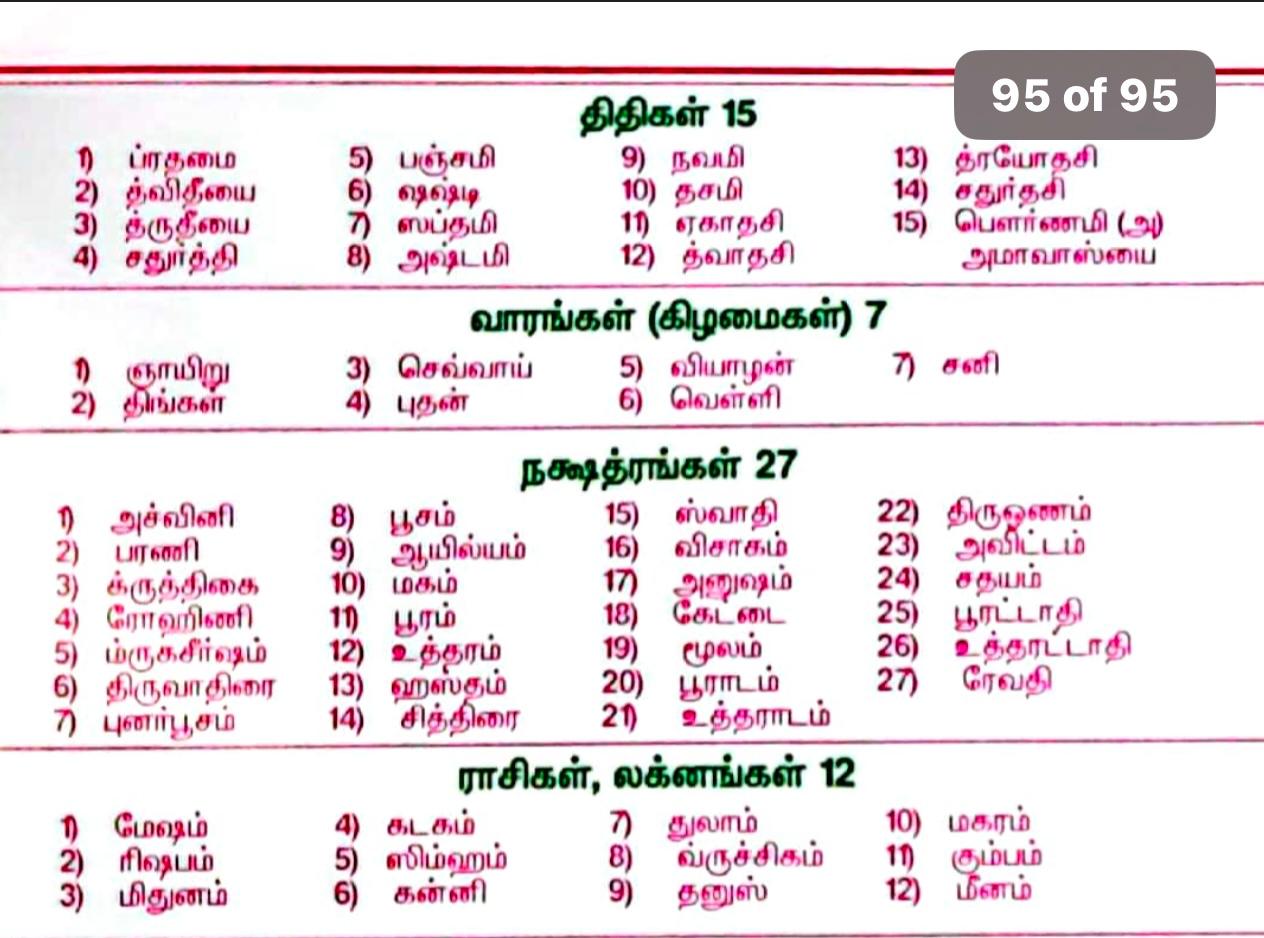 95 of 95
திதிகள் 15
1) ப்ரதமை 5) பஞ்சமி 9) நவமி 13) த்ரயோதசி
2) த்விதீயை 6) ஷஷ்டி 10) தசமி 14) சதுர்தசி
3) த்ருதீயை 7) ஸப்தமி 11) ஏகாதசி 15) பௌர்ணமி (அ)
4) சதுர்த்தி 8) அஷ்டமி 12) த்வாதசி அமாவாஸ்யை
வாரங்கள் (கிழமைகள்) 7
1) ஞாயிறு 3) செவ்வாய் 5) வியாழன் 7) சனி
2) திங்கள் 4) புதன் 6) வெள்ளி
நக்ஷத்ரங்கள் 27
1) அச்வினி 8) பூசம் 15) ஸ்வாதி 22) திருஓணம்
2) பரணி 9) ஆயில்யம் 16) விசாகம் 23) அவிட்டம்
3) க்ருத்திகை 10) மகம் 17) அனுஷம் 24) சதயம்
4) ரோஹிணி 11) பூரம் 18) கேட்டை 25) பூரட்டாதி
5) ம்ருகசீர்ஷம் 12) உத்தரம் 19) மூலம் 26) உத்தரட்டாதி
6) திருவாதிரை 13) ஹஸ்தம் 20) பூராடம் 27) ரேவதி
7) புனர்பூசம் 14) சித்திரை 21) உத்தராடம்
ராசிகள், லக்னங்கள் 12
1) மேஷம் 4) கடகம் 7) துலாம் 10) மகரம்
2) ரிஷபம் 5) ஸிம்ஹம் 8) வ்ருச்சிகம் 11) கும்பம்
3) மிதுனம் 6) கன்னி 9) தனுஸ் 12) மீனம்